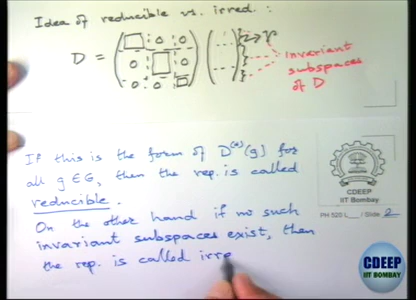 Idea of reducible vs. irred. :
D =
invariant
subspaces
of D
If this is the form of D^(α)(g) for
all g ∈ G, then the rep. is called
reducible.
On the other hand if no such
invariant subspaces exist, then
the rep. is called irre
CDEEP
IIT Bombay
PH 520 L___ / Slide 2
CDEEP
IIT BOMBAY